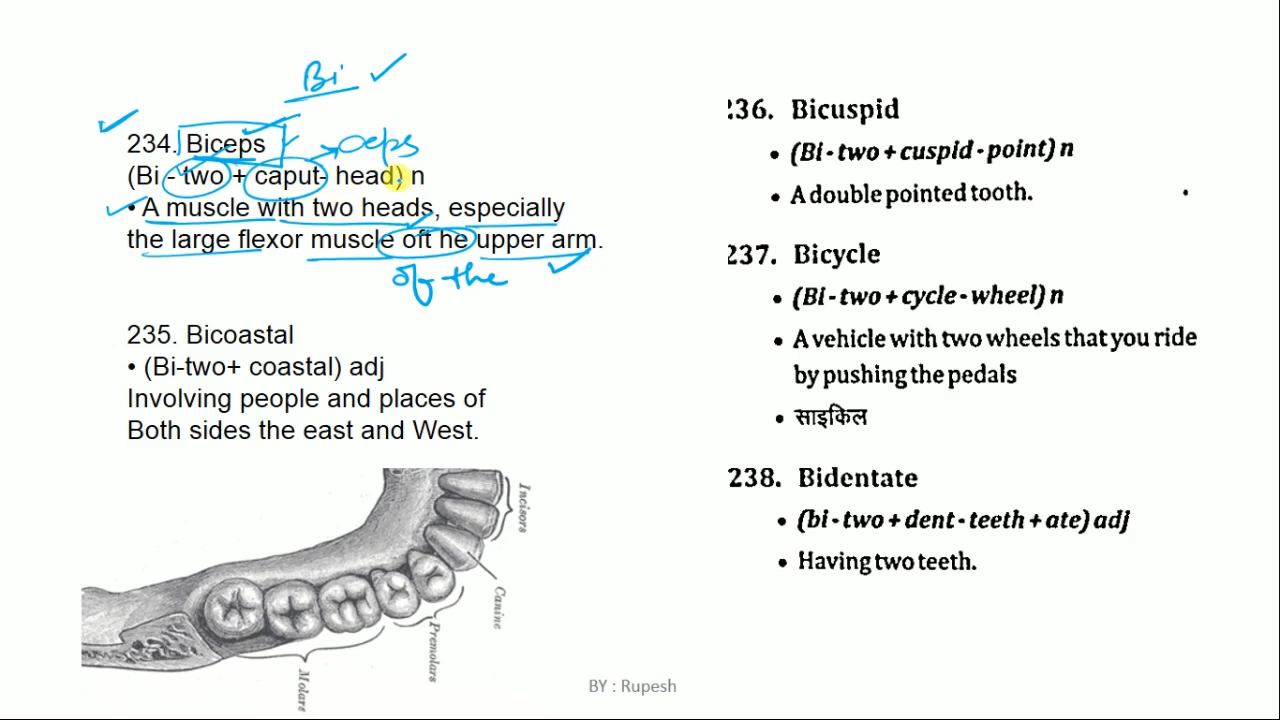 Bi
234. Biceps
ceps
(Bi - two + caput- head) n
• A muscle with two heads, especially
the large flexor muscle oft he upper arm.
of the
235. Bicoastal
• (Bi-two+ coastal) adj
Involving people and places of
Both sides the east and West.
Incisors
Canine
Premolars
Molars
236. Bicuspid
• (Bi - two + cuspid - point) n
• A double pointed tooth.
237. Bicycle
• (Bi - two + cycle - wheel) n
• A vehicle with two wheels that you ride
by pushing the pedals
• साइकिल
238. Bidentate
• (bi - two + dent - teeth + ate) adj
• Having two teeth.
BY : Rupesh